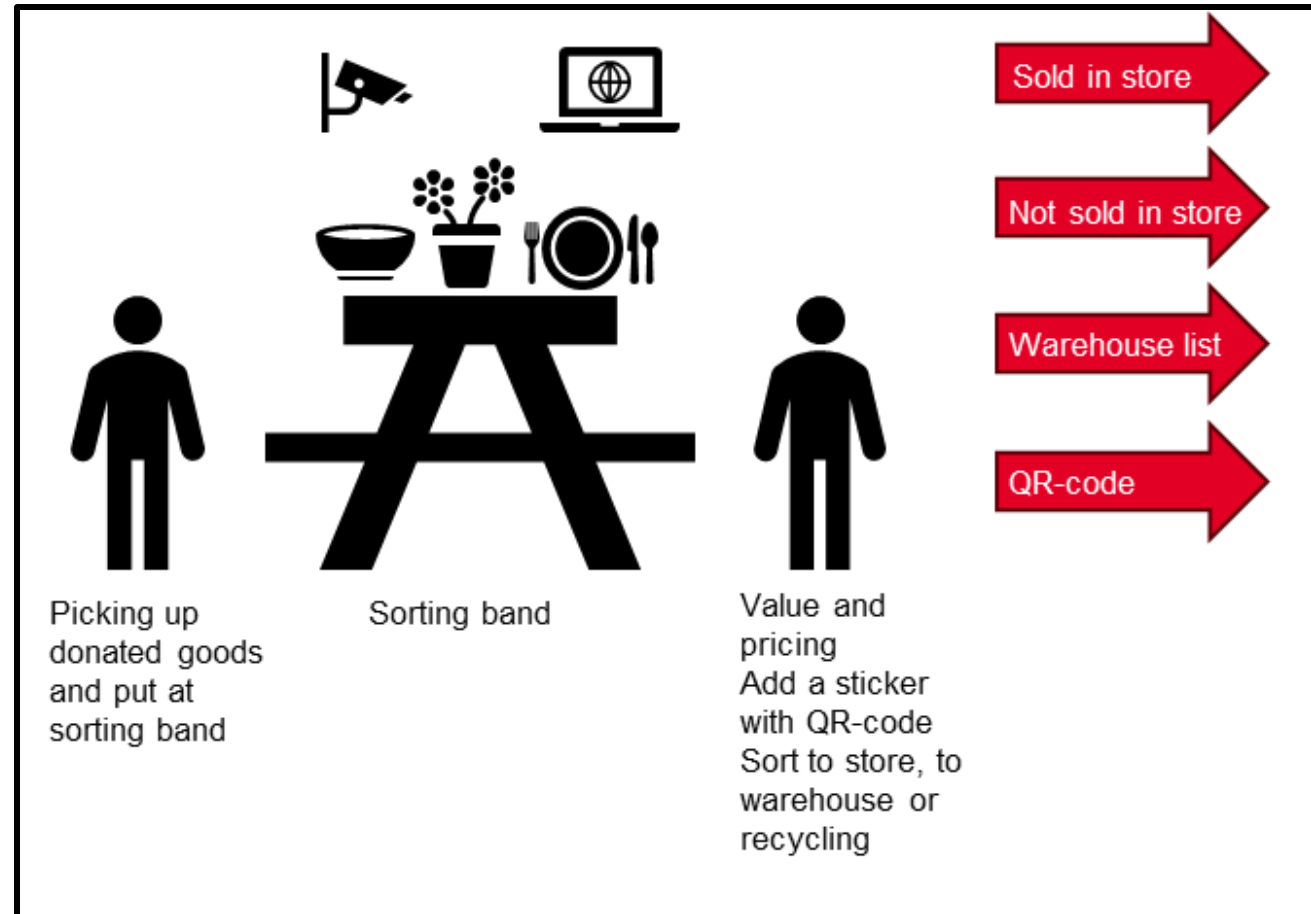 Sold in store
Not sold in store
Warehouse list
QR-code
Picking up
donated goods
and put at
sorting band
Sorting band
Value and
pricing
Add a sticker
with QR-code
Sort to store, to
warehouse or
recycling